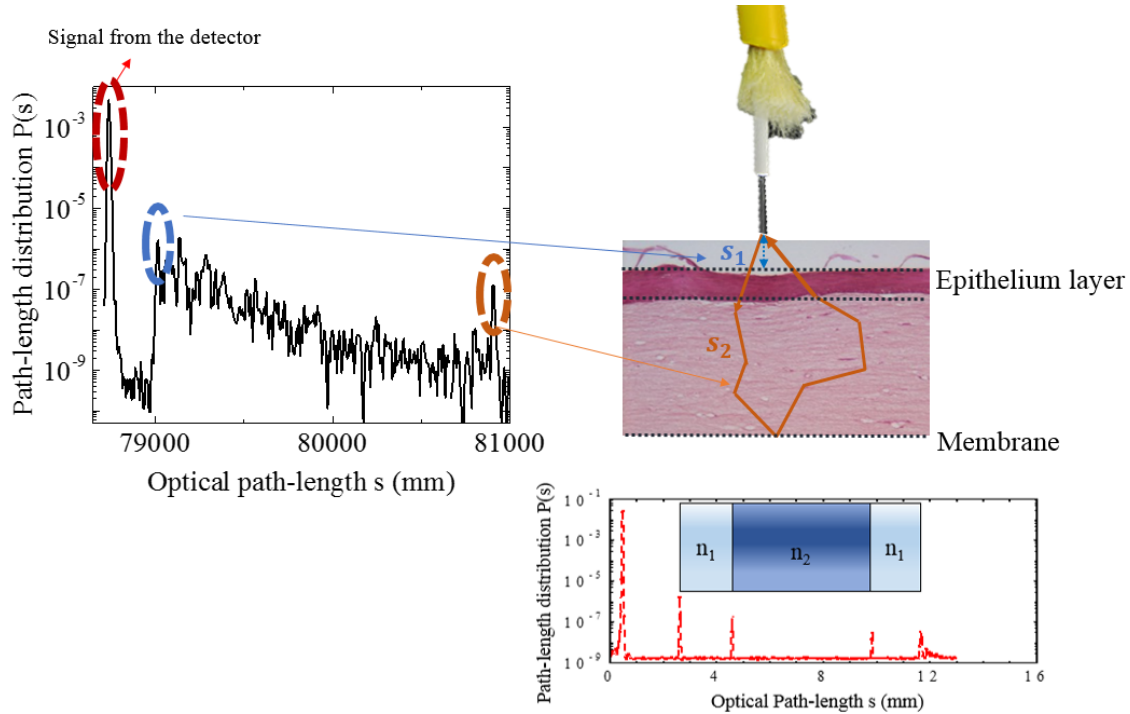 Signal from the detector
Path-length distribution P(s)
10⁻³
10⁻⁵
10⁻⁷
10⁻⁹
79000 80000 81000
Optical path-length s (mm)
s₁
s₂
Epithelium layer
Membrane
Path-length distribution P(s)
10⁻¹
10⁻³
10⁻⁵
10⁻⁷
10⁻⁹
n₁ n₂ n₁
0 4 8 12 16
Optical Path-length s (mm)